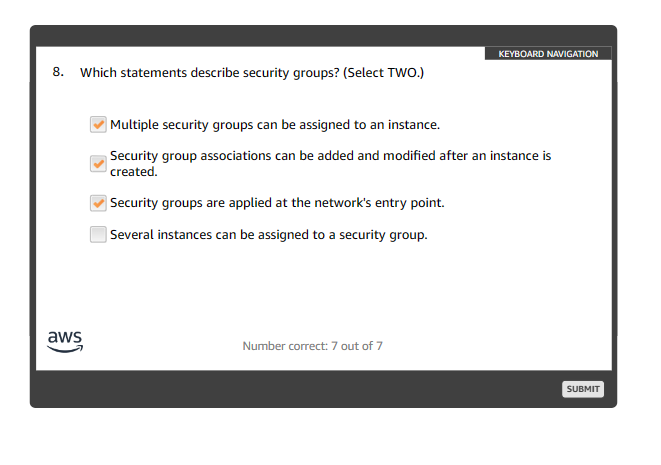 KEYBOARD NAVIGATION
8. Which statements describe security groups? (Select TWO.)
Multiple security groups can be assigned to an instance.
Security group associations can be added and modified after an instance is
created.
Security groups are applied at the network's entry point.
Several instances can be assigned to a security group.
aws
Number correct: 7 out of 7
SUBMIT